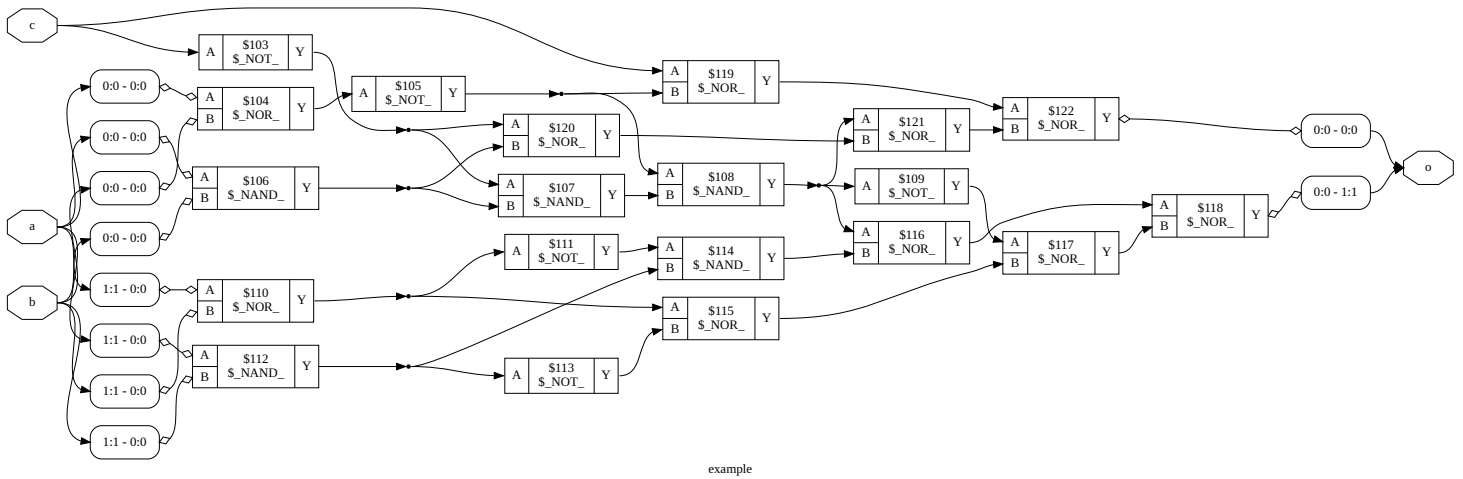 c
$103
A
$_NOT_
Y
0:0 - 0:0
A
B
$104
$_NOR_
Y
A
$105
$_NOT_
Y
A
B
$119
$_NOR_
Y
0:0 - 0:0
A
B
$106
$_NAND_
Y
A
B
$120
$_NOR_
Y
A
B
$121
$_NOR_
Y
A
B
$122
$_NOR_
Y
0:0 - 0:0
0:0 - 0:0
A
B
$107
$_NAND_
Y
A
B
$108
$_NAND_
Y
A
$109
$_NOT_
Y
0:0 - 1:1
o
a
0:0 - 0:0
A
$111
$_NOT_
Y
A
B
$114
$_NAND_
Y
A
B
$116
$_NOR_
Y
A
B
$117
$_NOR_
Y
A
B
$118
$_NOR_
Y
b
1:1 - 0:0
A
B
$110
$_NOR_
Y
A
B
$115
$_NOR_
Y
1:1 - 0:0
A
B
$112
$_NAND_
Y
A
$113
$_NOT_
Y
1:1 - 0:0
1:1 - 0:0
example